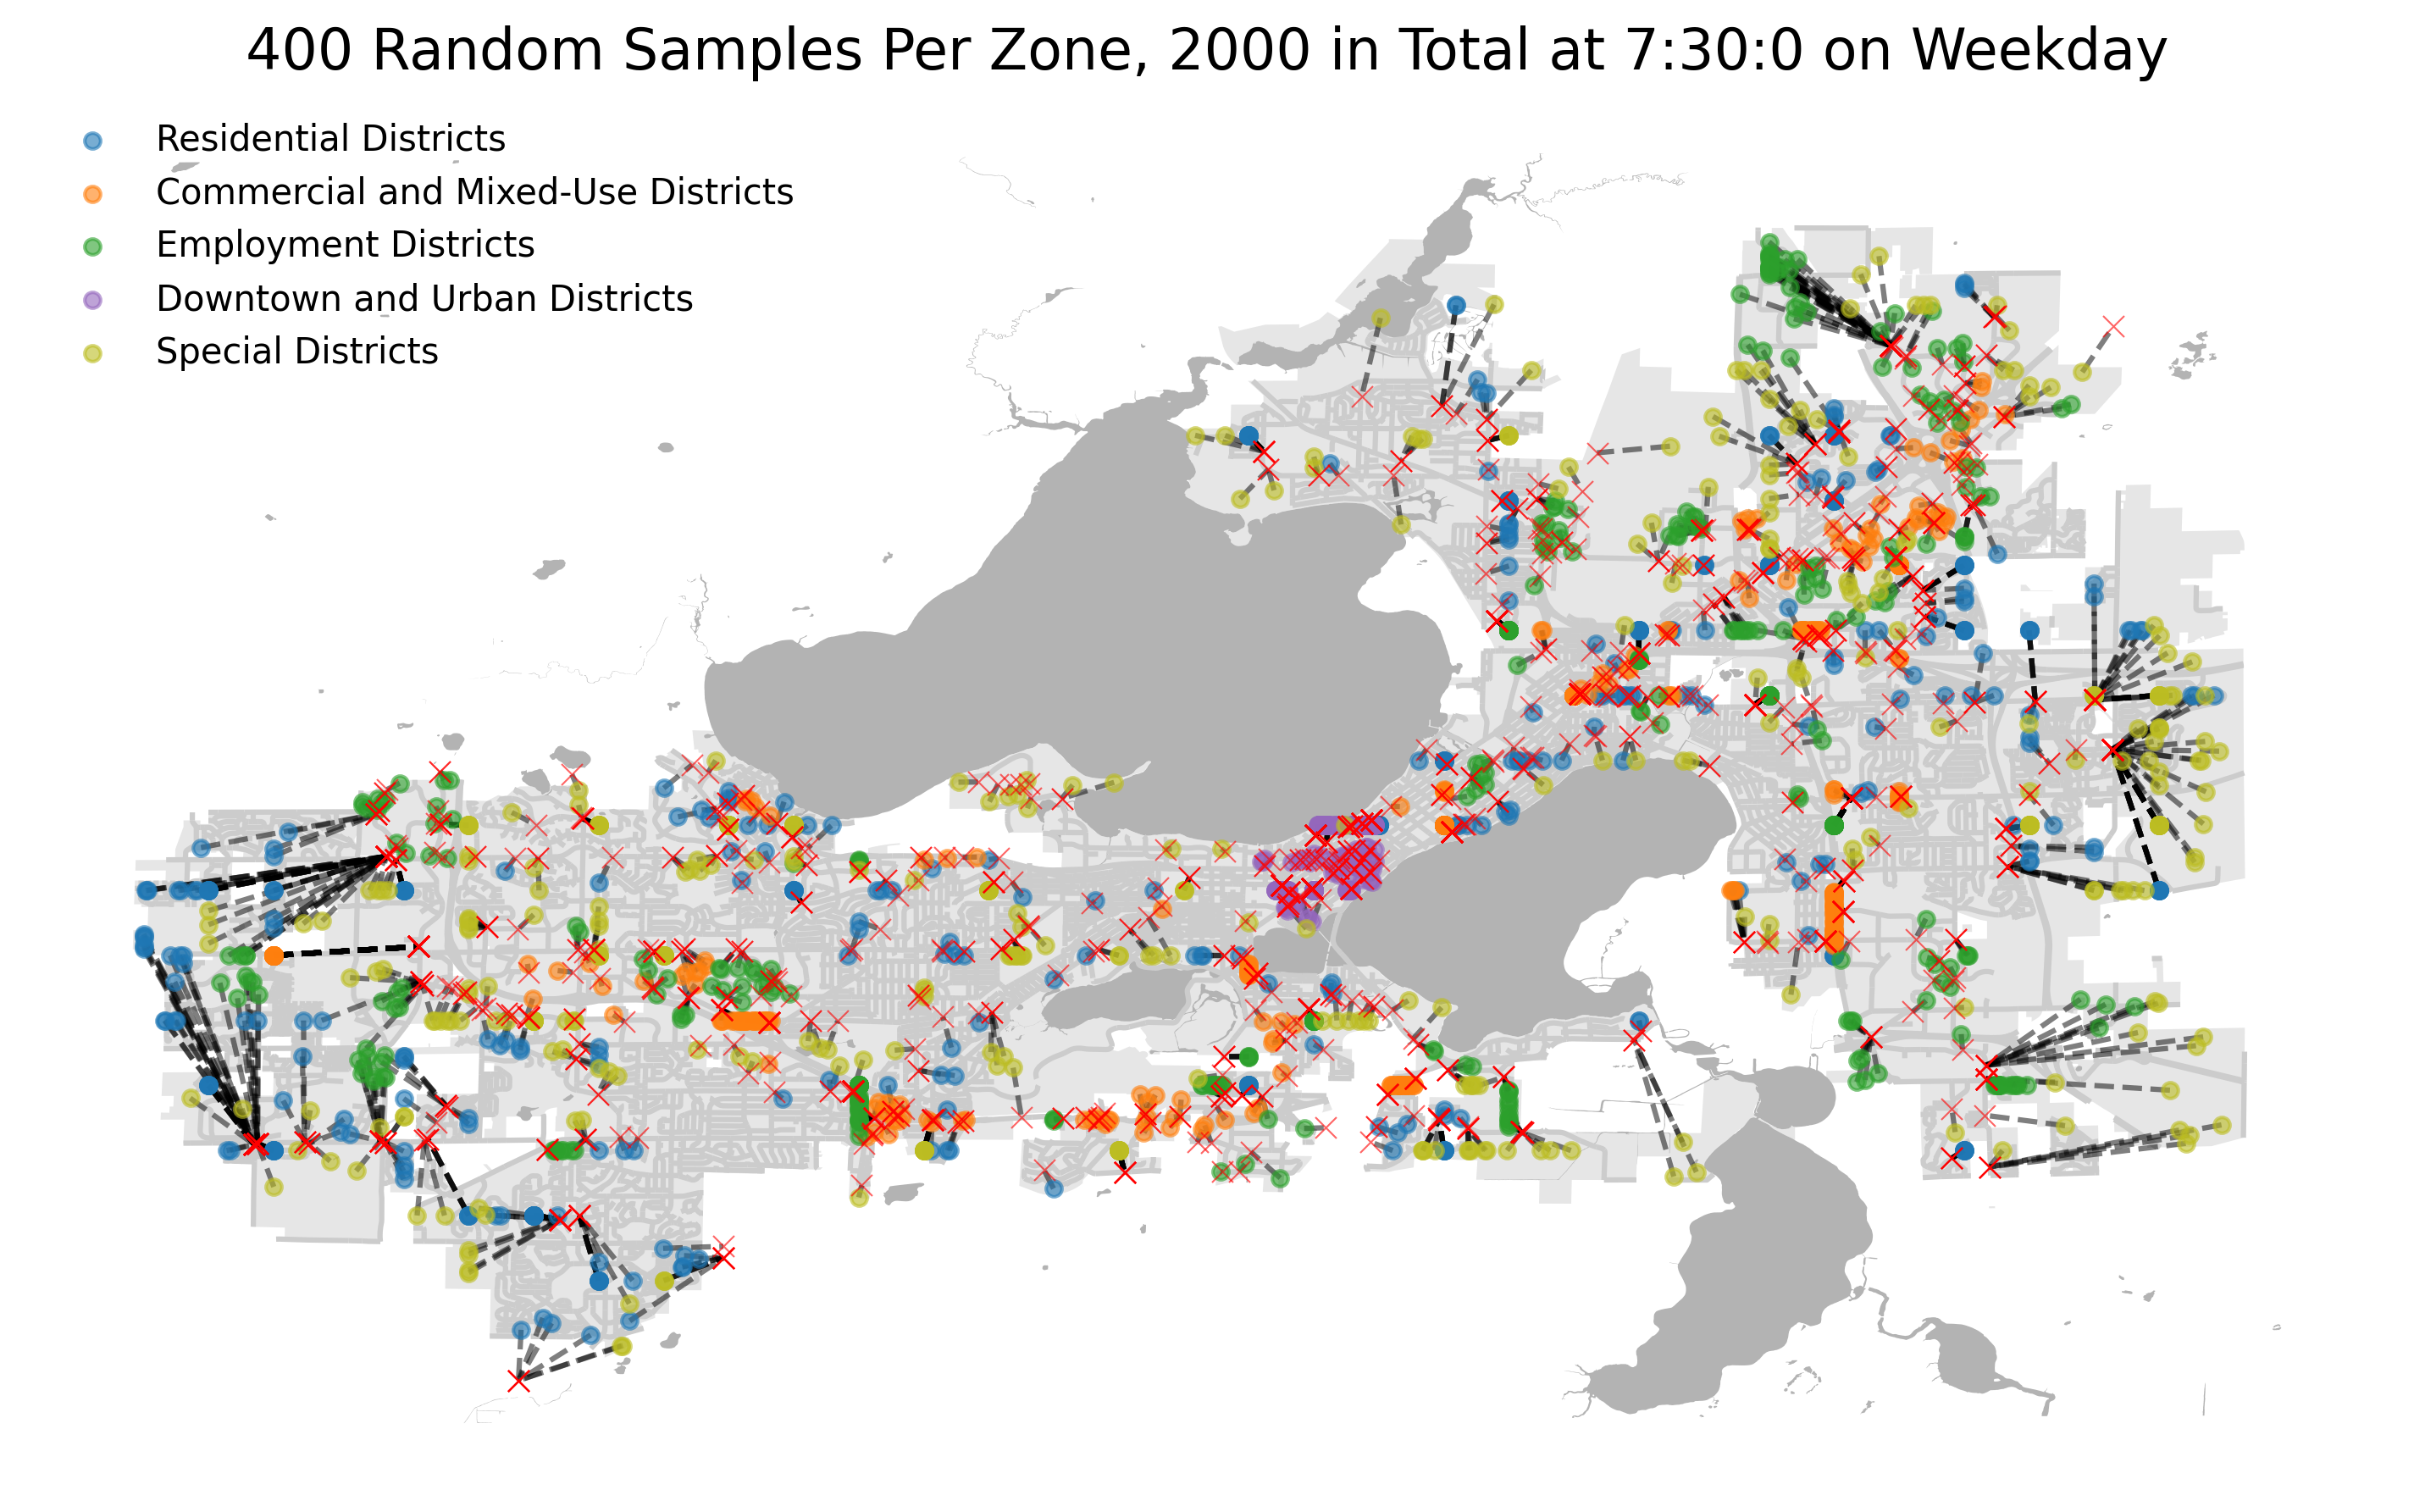 400 Random Samples Per Zone, 2000 in Total at 7:30:0 on Weekday
Residential Districts
Commercial and Mixed-Use Districts
Employment Districts
Downtown and Urban Districts
Special Districts